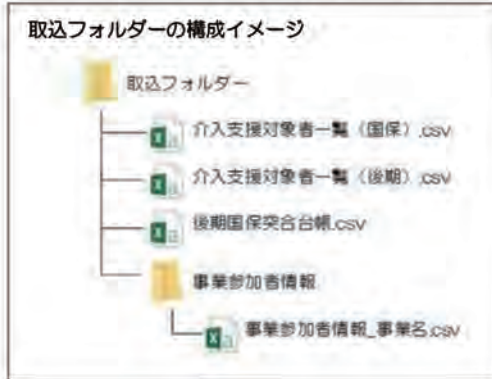 取込フォルダーの構成イメージ
取込フォルダー
介入支援対象者一覧（国保）.csv
介入支援対象者一覧（後期）.csv
後期国保突合台帳.csv
事業参加者情報
事業参加者情報_事業名.csv